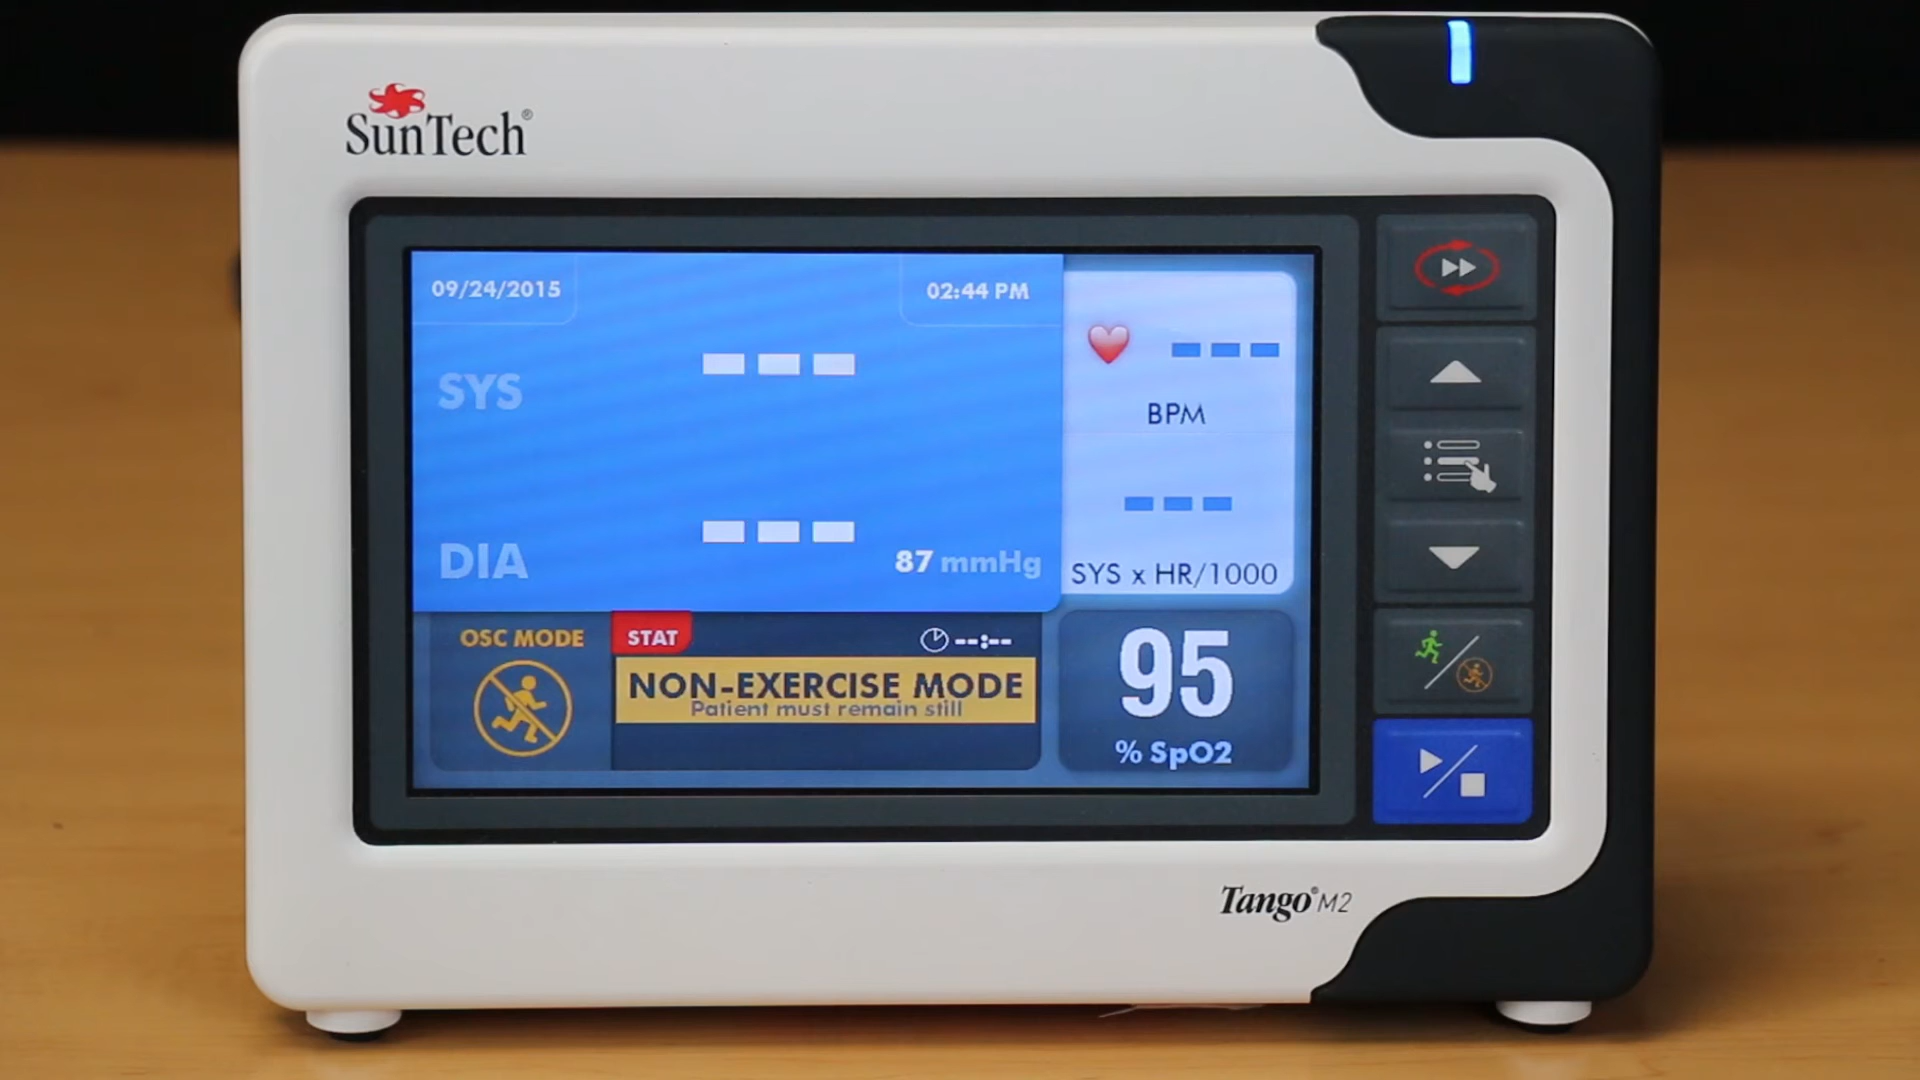 SunTech®
09/24/2015
02:44 PM
SYS
---
DIA
---
87 mmHg
---
BPM
---
SYS x HR/1000
OSC MODE
STAT
--:--
NON-EXERCISE MODE
Patient must remain still
95
% SpO2
Tango® M2